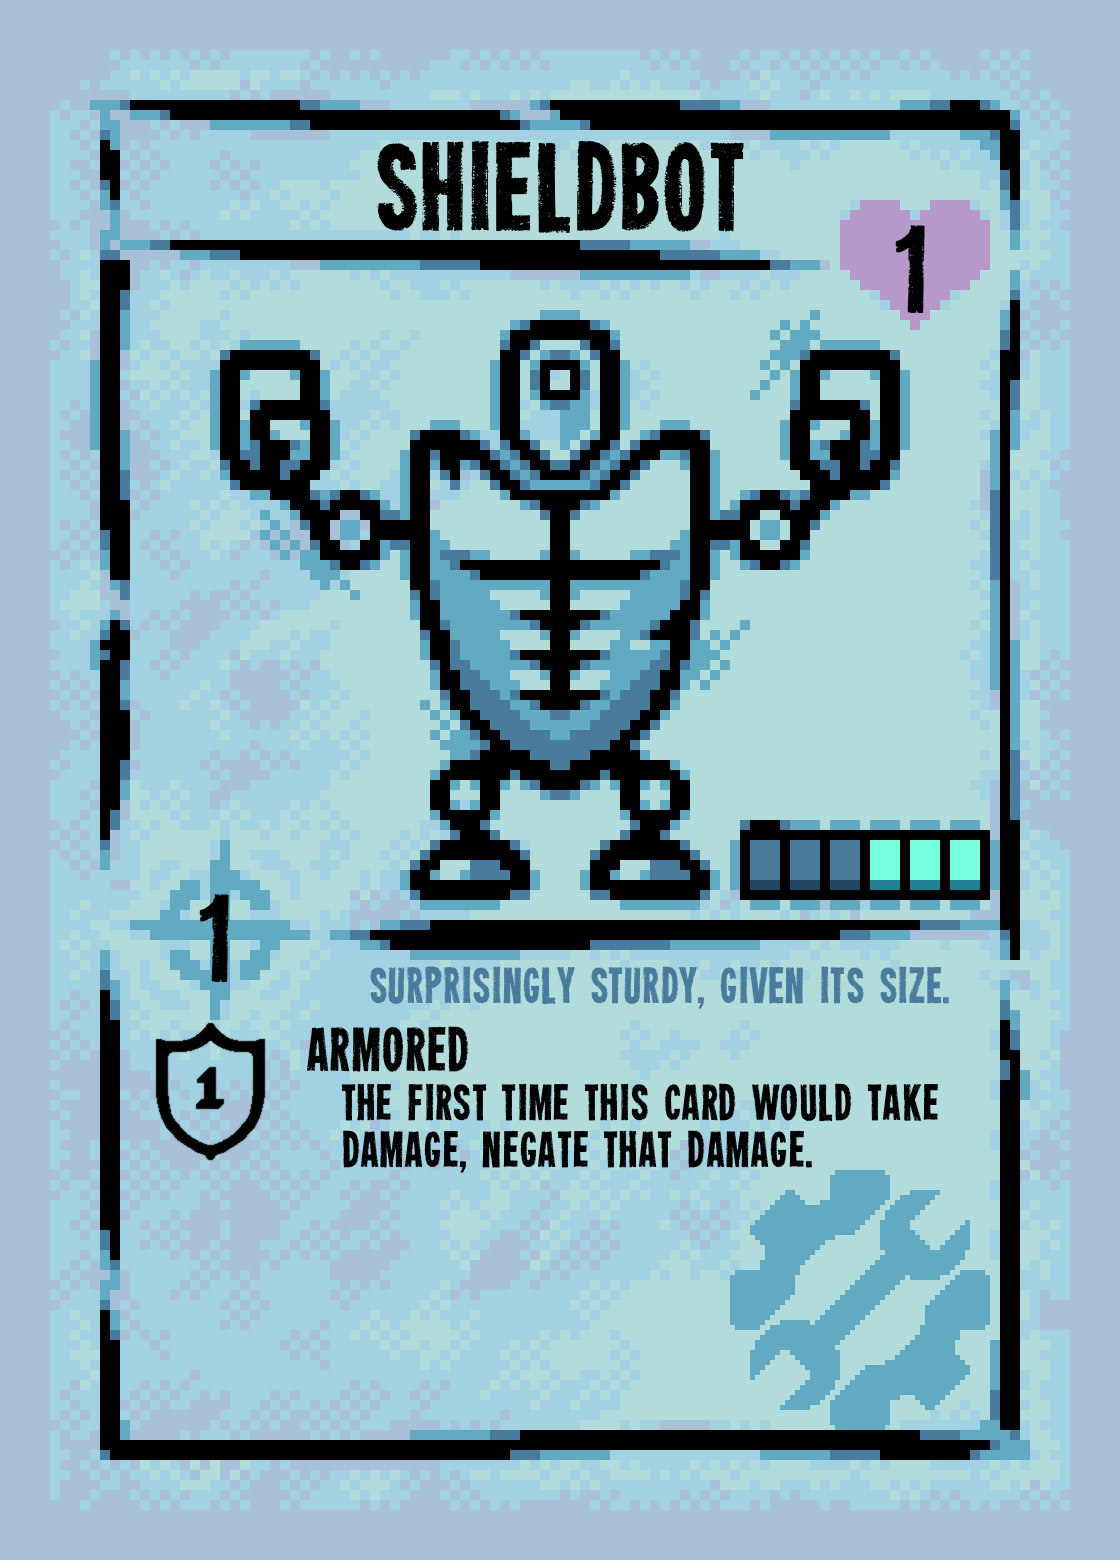 SHIELDBOT
1
1
SURPRISINGLY STURDY, GIVEN ITS SIZE.
1
ARMORED
THE FIRST TIME THIS CARD WOULD TAKE
DAMAGE, NEGATE THAT DAMAGE.